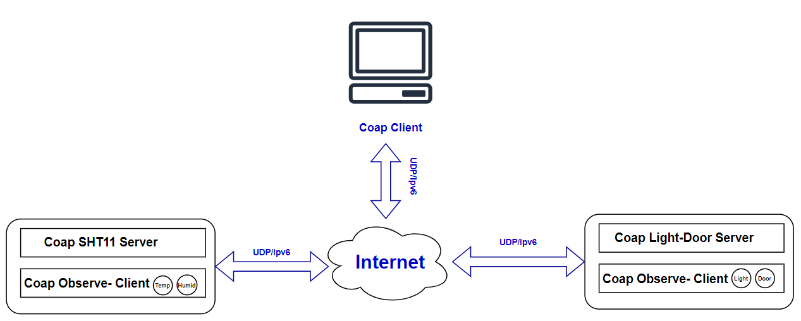 Coap Client
UDP/Ipv6
Coap SHT11 Server
Coap Observe- Client Temp Humid
UDP/Ipv6
Internet
UDP/Ipv6
Coap Light-Door Server
Coap Observe- Client Light Door